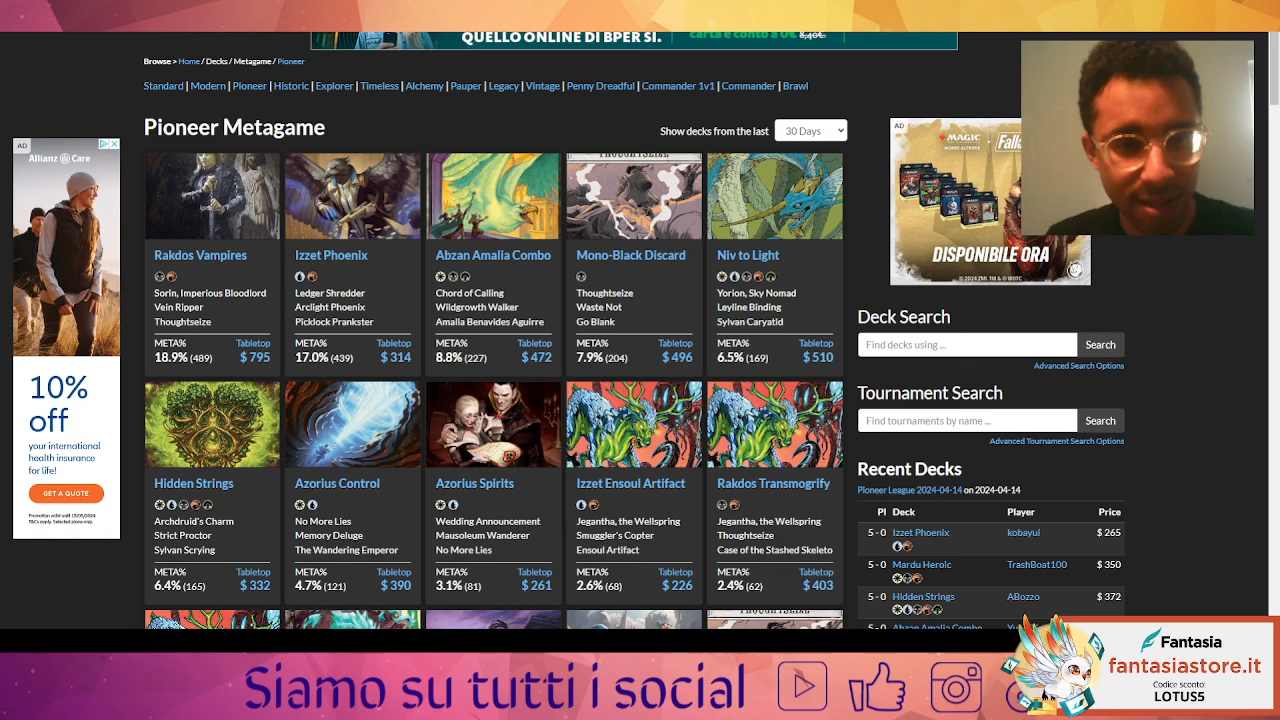 QUELLO ONLINE DI BPER SI.
carta e conto a 0€ 8,40€.
Browse > Home / Decks / Metagame / Pioneer
Standard | Modern | Pioneer | Historic | Explorer | Timeless | Alchemy | Pauper | Legacy | Vintage | Penny Dreadful | Commander 1v1 | Commander | Brawl
Pioneer Metagame
Show decks from the last
30 Days
AD
Allianz Care
10%
off
your international
health insurance
for life!
GET A QUOTE
THOUGHTSEIZE
Rakdos Vampires
Sorin, Imperious Bloodlord
Vein Ripper
Thoughtseize
META%
Tabletop
18.9% (489)
$ 795
Izzet Phoenix
Ledger Shredder
Arclight Phoenix
Picklock Prankster
META%
Tabletop
17.0% (439)
$ 314
Abzan Amalia Combo
Chord of Calling
Wildgrowth Walker
Amalia Benavides Aguirre
META%
Tabletop
8.8% (227)
$ 472
Mono-Black Discard
Thoughtseize
Waste Not
Go Blank
META%
Tabletop
7.9% (204)
$ 496
Niv to Light
Yorion, Sky Nomad
Leyline Binding
Sylvan Caryatid
META%
Tabletop
6.5% (169)
$ 510
Hidden Strings
Archdruid's Charm
Strict Proctor
Sylvan Scrying
META%
Tabletop
6.4% (165)
$ 332
Azorius Control
No More Lies
Memory Deluge
The Wandering Emperor
META%
Tabletop
4.7% (121)
$ 390
Azorius Spirits
Wedding Announcement
Mausoleum Wanderer
No More Lies
META%
Tabletop
3.1% (81)
$ 261
Izzet Ensoul Artifact
Jegantha, the Wellspring
Smuggler's Copter
Ensoul Artifact
META%
Tabletop
2.6% (68)
$ 226
Rakdos Transmogrify
Jegantha, the Wellspring
Thoughtseize
Case of the Stashed Skeleto
META%
Tabletop
2.4% (62)
$ 403
AD
MAGIC
Fall
DISPONIBILE ORA
Deck Search
Find decks using ...
Search
Advanced Search Options
Tournament Search
Find tournaments by name ...
Search
Advanced Tournament Search Options
Recent Decks
Pioneer League 2024-04-14 on 2024-04-14
Pl Deck Player Price
5 - 0 Izzet Phoenix kobayul $ 265
5 - 0 Mardu Heroic TrashBoat100 $ 350
5 - 0 Hidden Strings ABozzo $ 372
5 - 0 Abzan Amalia Combo
Siamo su tutti i social
Fantasia
fantasiastore.it
Codice sconto:
LOTUS5